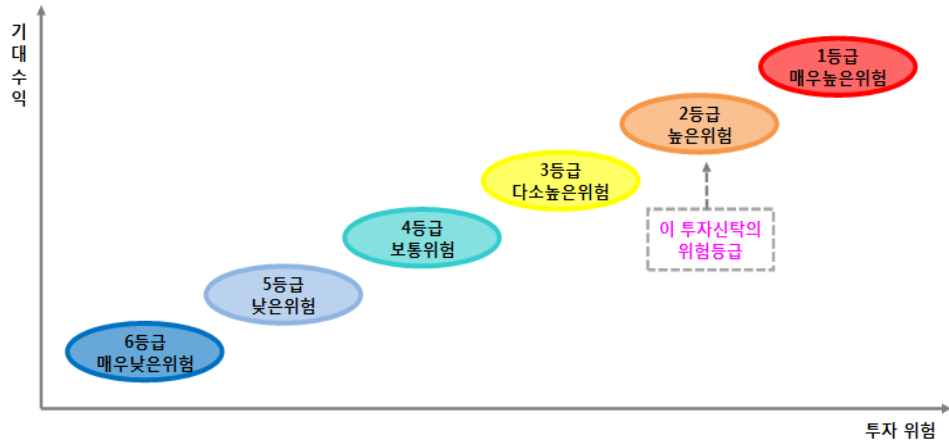 기대수익
1등급
매우높은위험
2등급
높은위험
3등급
다소높은위험
이 투자신탁의
위험등급
4등급
보통위험
5등급
낮은위험
6등급
매우낮은위험
투자 위험